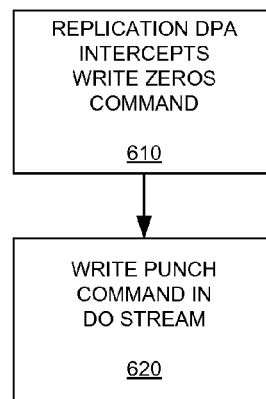 REPLICATION DPA
INTERCEPTS
WRITE ZEROS
COMMAND
610
WRITE PUNCH
COMMAND IN
DO STREAM
620